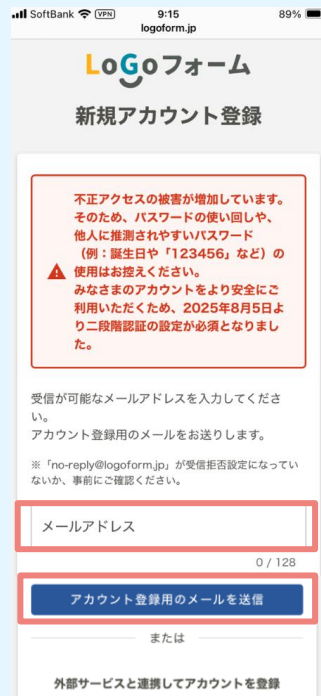 SoftBank VPN 9:15 89%
logoform.jp
LoGoフォーム
新規アカウント登録
不正アクセスの被害が増加しています。
そのため、パスワードの使い回しや、
他人に推測されやすいパスワード
（例：誕生日や「123456」など）の
使用はお控えください。
みなさまのアカウントをより安全にご
利用いただくため、2025年8月5日よ
り二段階認証の設定が必須となりまし
た。
受信が可能なメールアドレスを入力してくださ
い。
アカウント登録用のメールをお送りします。
※「no-reply@logoform.jp」が受信拒否設定になってい
ないか、事前にご確認ください。
メールアドレス
0 / 128
アカウント登録用のメールを送信
または
外部サービスと連携してアカウントを登録